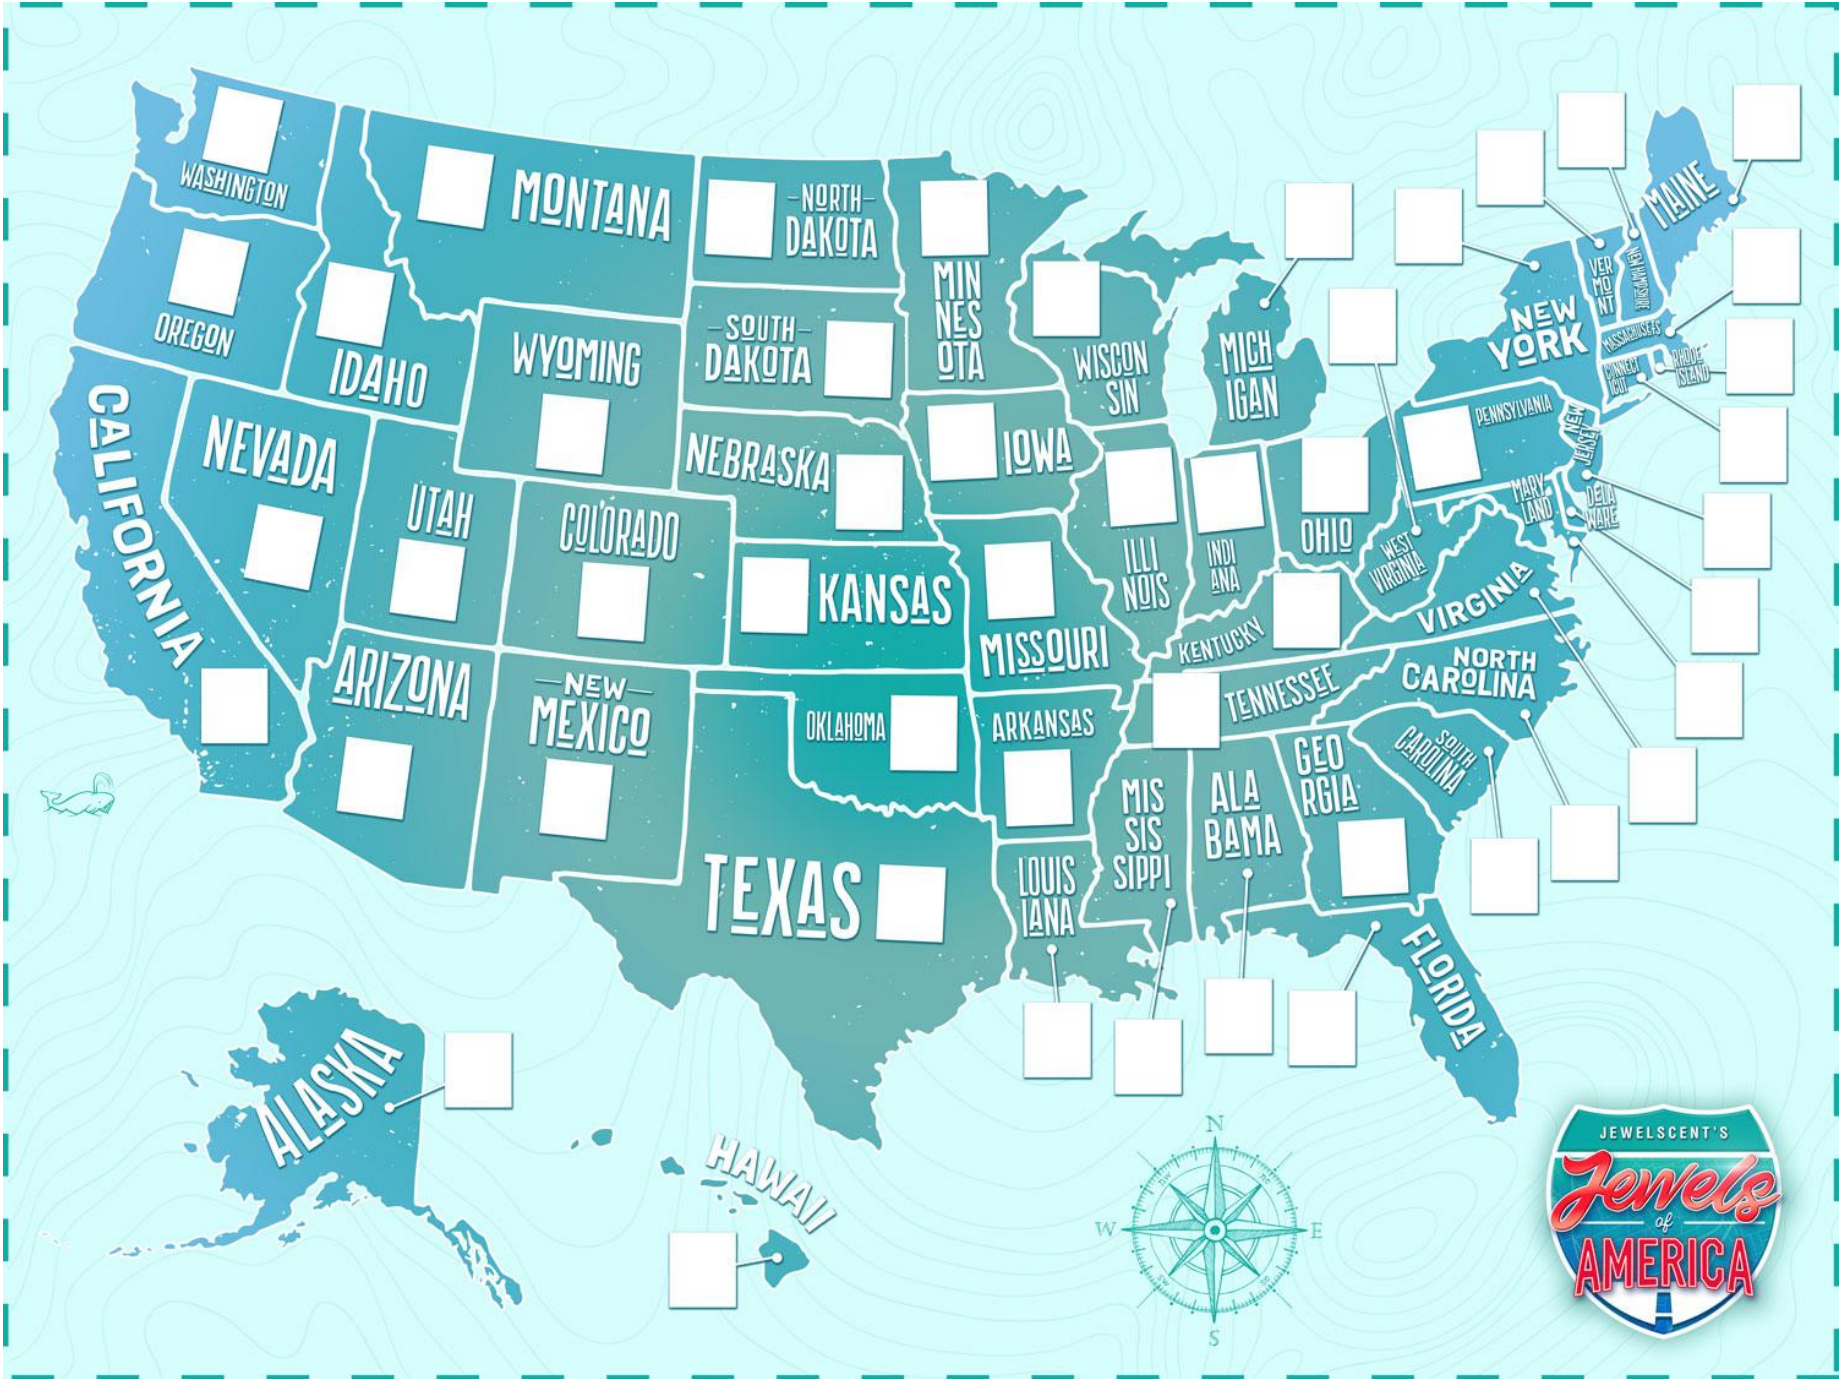 WASHINGTON
MONTANA
NORTH
DAKOTA
MIN
NES
OTA
MAINE
OREGON
IDAHO
WYOMING
SOUTH
DAKOTA
WISCON
SIN
MICH
IGAN
NEW
YORK
VER
MO
NT
NEW HAMPSHIRE
MASSACHUSETS
CONNECT
ICUT
RHODE
ISLAND
CALIFORNIA
NEVADA
UTAH
COLORADO
NEBRASKA
IOWA
ILLI
NOIS
INDI
ANA
OHIO
PENNSYLVANIA
NEW
JERSEY
MARY
LAND
DELA
WARE
WEST
VIRGINIA
VIRGINIA
KANSAS
MISSOURI
KENTUCKY
ARIZONA
NEW
MEXICO
OKLAHOMA
ARKANSAS
TENNESSEE
NORTH
CAROLINA
SOUTH
CAROLINA
TEXAS
LOUIS
IANA
MIS
SIS
SIPPI
ALA
BAMA
GEO
RGIA
FLORIDA
ALASKA
HAWAII
N
W
E
S
JEWELSCENT'S
Jewels
of
AMERICA